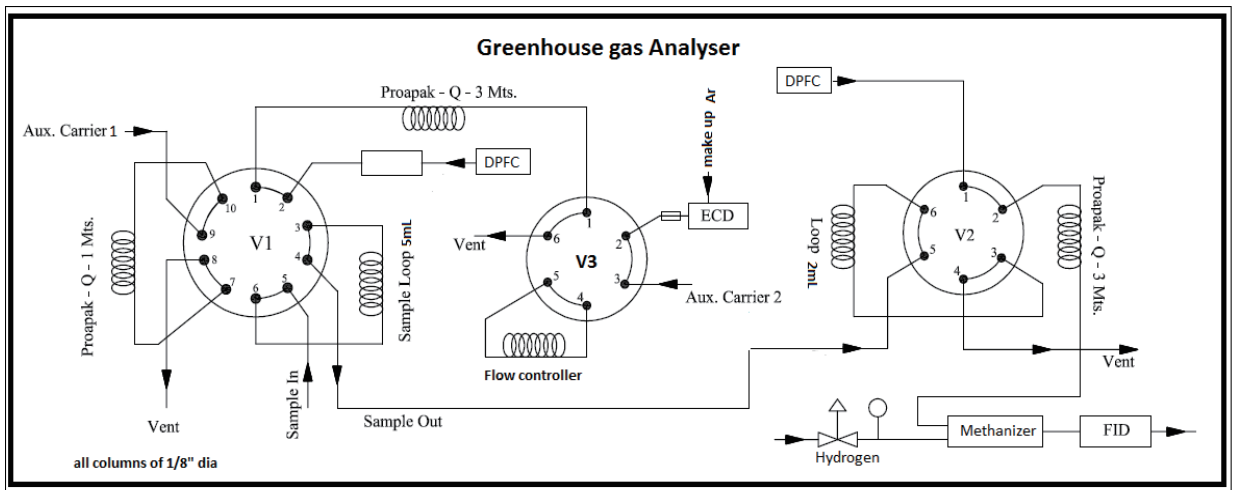 Greenhouse gas Analyser
Proapak - Q - 3 Mts.
Aux. Carrier 1
DPFC
make up Ar
ECD
DPFC
10
1
2
3
4
5
6
7
8
9
V1
Proapak - Q - 1 Mts.
Sample Loop 5mL
Vent
Sample In
Sample Out
all columns of 1/8" dia
Vent
1
2
3
4
5
6
V3
Aux. Carrier 2
Flow controller
1
2
3
4
5
6
V2
Loop 2mL
Proapak - Q - 3 Mts.
Vent
Hydrogen
Methanizer
FID